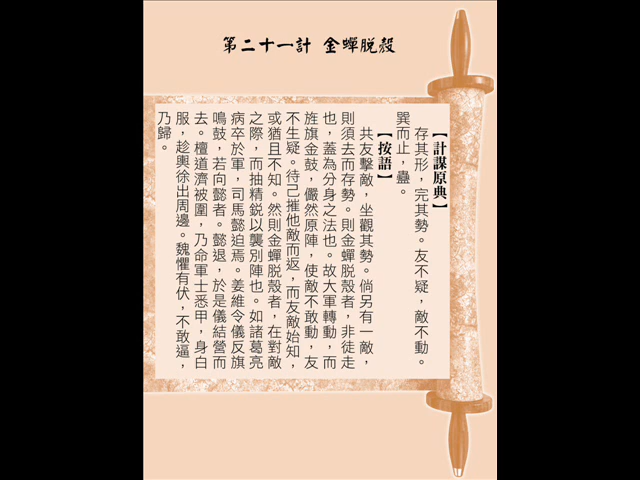 第二十一計 金蟬脱殼
【計謀原典】
存其形，完其勢。友不疑，敵不動。
巽而止，蠱。
【按語】
共友擊敵，坐觀其勢。倘另有一敵，
則須去而存勢。則金蟬脱殼者，非徒走
也，蓋為分身之法也。故大軍轉動，而
旌旗金鼓，儼然原陣，使敵不敢動，友
不生疑。待己摧他敵而返，而友敵始知，
或猶且不知。然則金蟬脱殼者，在對敵
之際，而抽精鋭以襲別陣也。如諸葛亮
病卒於軍，司馬懿追焉。姜維令儀反旗
鳴鼓，若向懿者。懿退，於是儀結營而
去。檀道濟被圍，乃命軍士悉甲，身白
服，趁輿徐出周邊。魏懼有伏，不敢逼，
乃歸。